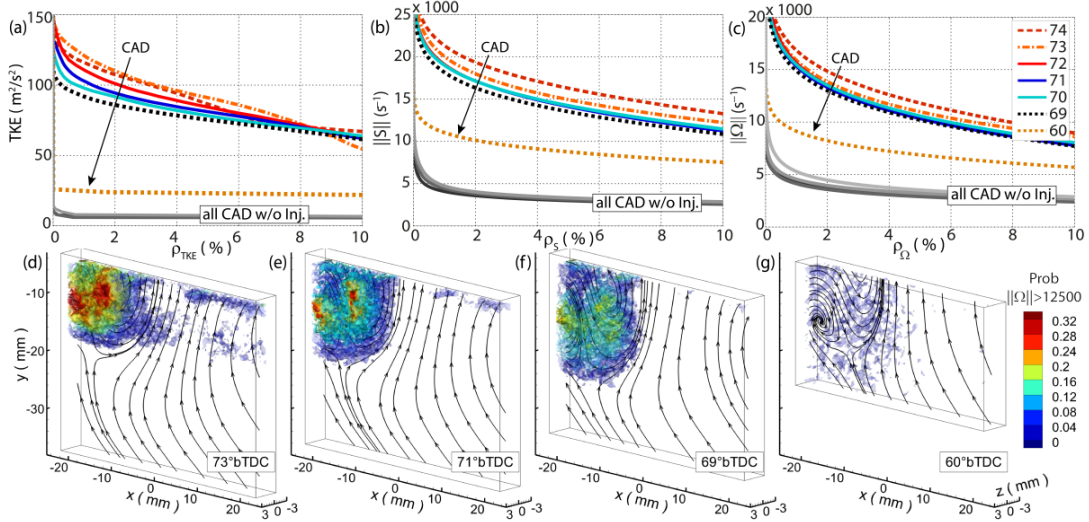 (a)
150
100
50
0
TKE (m²/s²)
CAD
all CAD w/o Inj.
0 2 4 6 8 10
ρTKE (%)
(b)
x 1000
25
20
15
10
5
0
||S|| (s⁻¹)
CAD
all CAD w/o Inj.
0 2 4 6 8 10
ρS (%)
(c)
x 1000
20
15
10
5
0
||Ω|| (s⁻¹)
CAD
all CAD w/o Inj.
0 2 4 6 8 10
ρΩ (%)
74
73
72
71
70
69
60
(d)
-10
-20
-30
y (mm)
73°bTDC
-20 -10 0 10 20
x (mm)
3 0 -3
(e)
71°bTDC
-20 -10 0 10 20
x (mm)
3 0 -3
(f)
69°bTDC
-20 -10 0 10 20
x (mm)
3 0 -3
(g)
60°bTDC
-20 -10 0 10 20
x (mm)
3 0 -3
z (mm)
Prob
||Ω||>12500
0.32
0.28
0.24
0.20
0.16
0.12
0.08
0.04
0